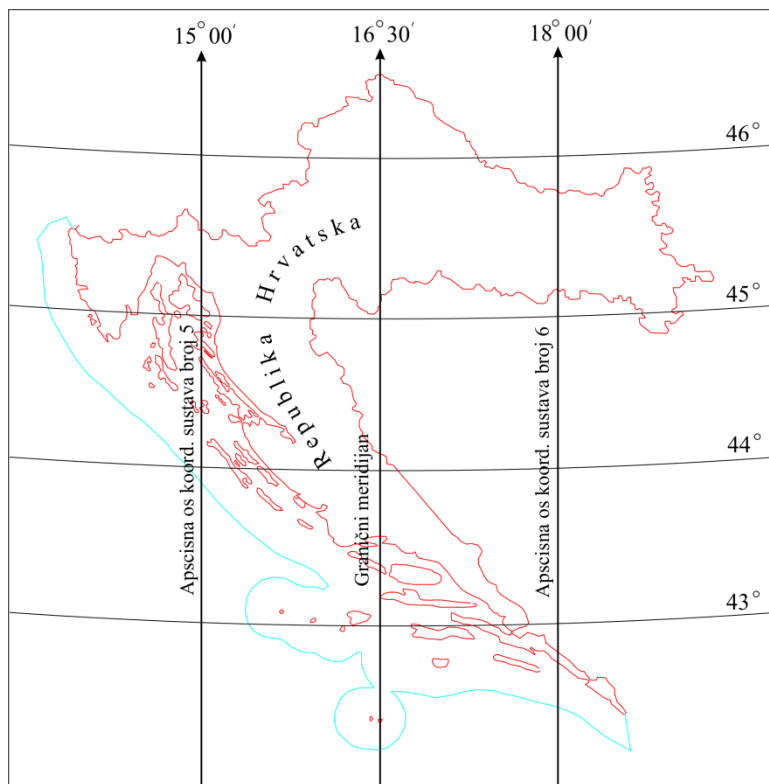 15°00′
16°30′
18°00′
46°
Republika Hrvatska
45°
Apscisna os koord. sustava broj 5
Granični meridijan
Apscisna os koord. sustava broj 6
44°
43°